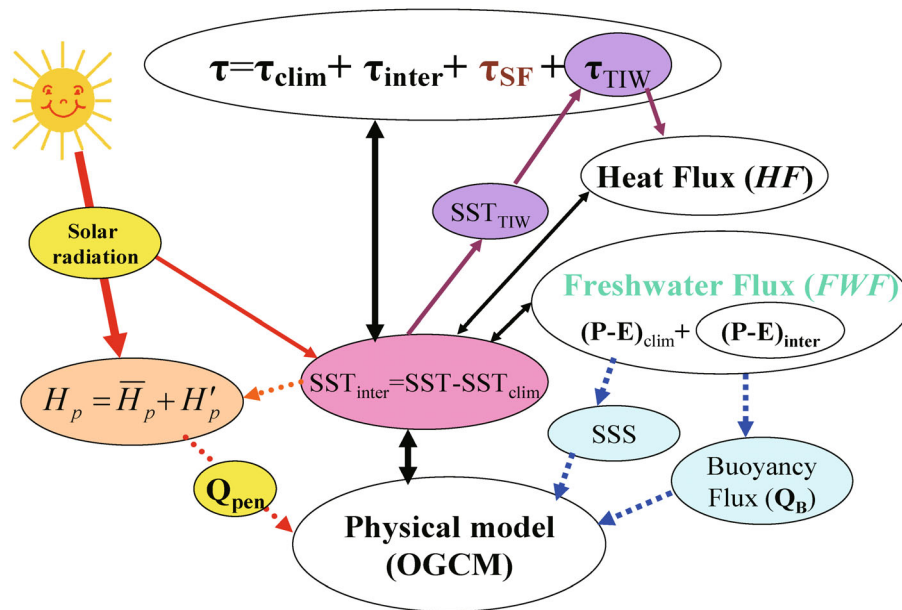 τ=τclim+ τinter+ τSF + τTIW
Heat Flux (HF)
SSTTIW
Solar
radiation
Freshwater Flux (FWF)
(P-E)clim+ (P-E)inter
SSTinter=SST-SSTclim
Hp = H̅p + H′p
SSS
Qpen
Buoyancy
Flux (QB)
Physical model
(OGCM)